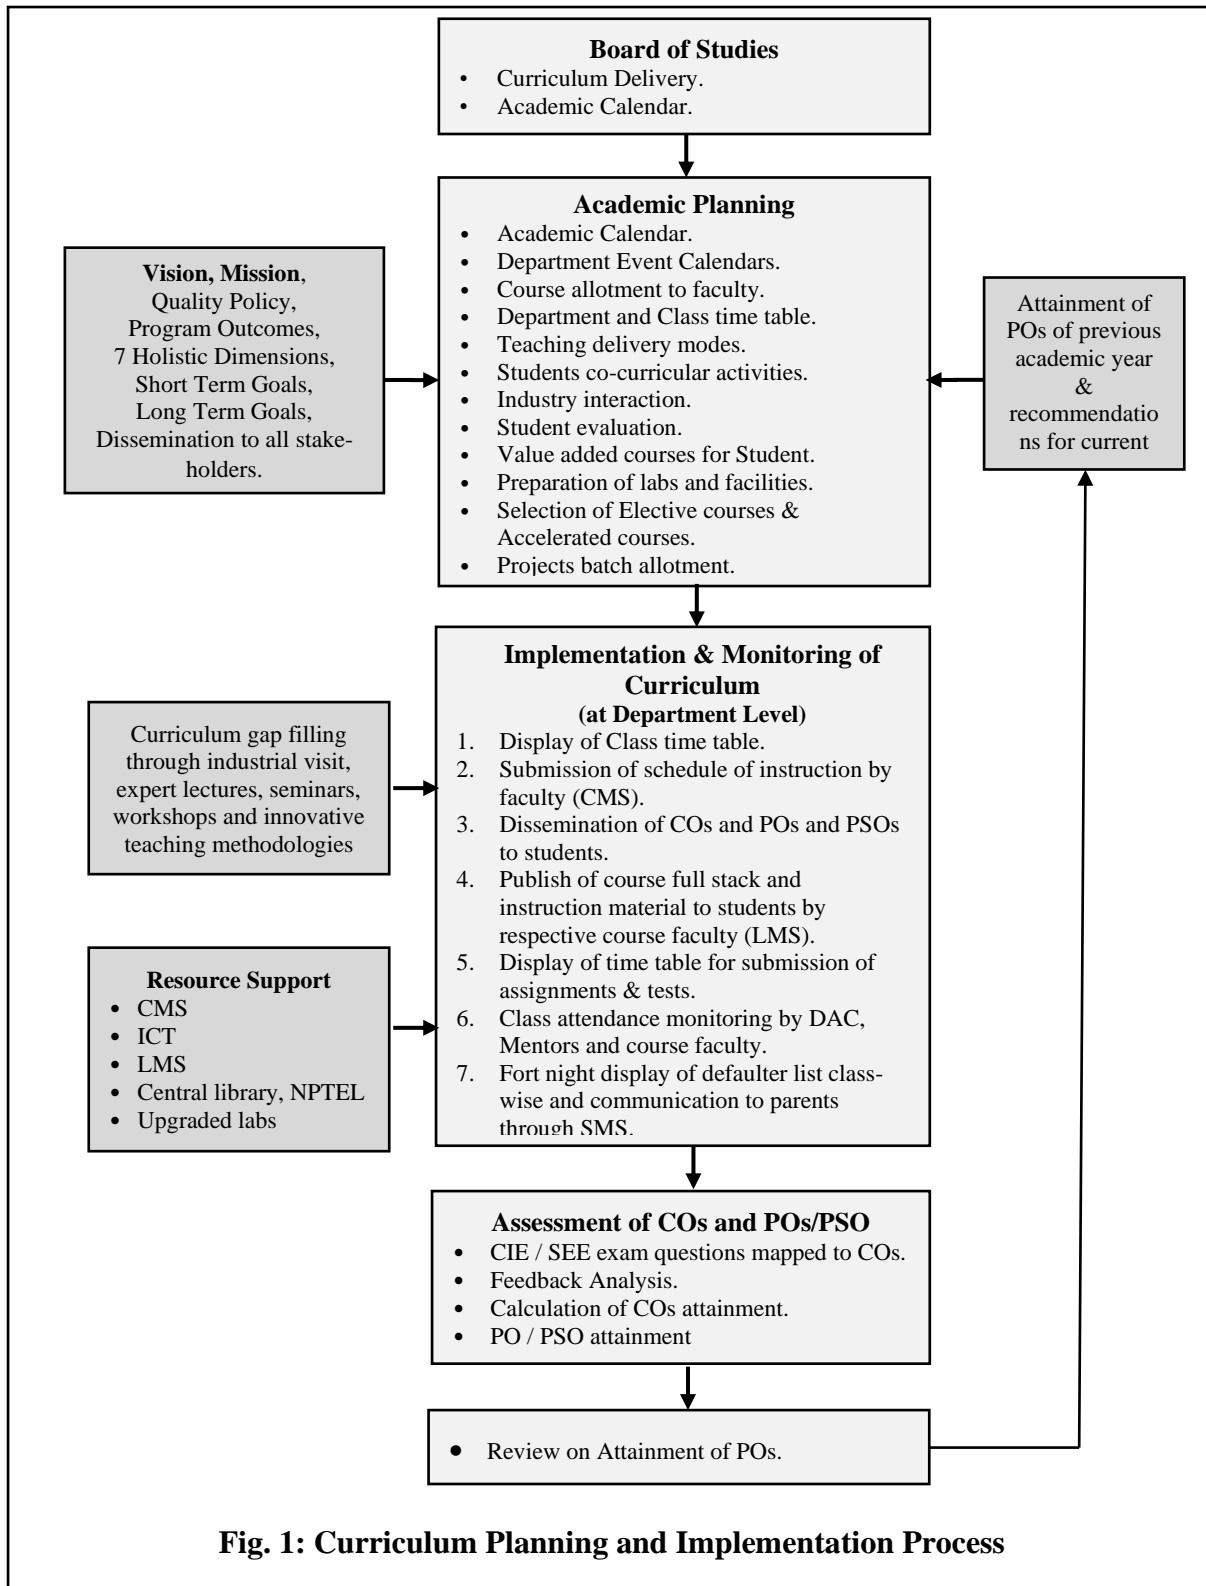 Board of Studies
• Curriculum Delivery.
• Academic Calendar.
Academic Planning
• Academic Calendar.
• Department Event Calendars.
• Course allotment to faculty.
• Department and Class time table.
• Teaching delivery modes.
• Students co-curricular activities.
• Industry interaction.
• Student evaluation.
• Value added courses for Student.
• Preparation of labs and facilities.
• Selection of Elective courses &
Accelerated courses.
• Projects batch allotment.
Vision, Mission,
Quality Policy,
Program Outcomes,
7 Holistic Dimensions,
Short Term Goals,
Long Term Goals,
Dissemination to all stake-
holders.
Attainment of
POs of previous
academic year
&
recommendatio
ns for current
Implementation & Monitoring of
Curriculum
(at Department Level)
1. Display of Class time table.
2. Submission of schedule of instruction by
faculty (CMS).
3. Dissemination of COs and POs and PSOs
to students.
4. Publish of course full stack and
instruction material to students by
respective course faculty (LMS).
5. Display of time table for submission of
assignments & tests.
6. Class attendance monitoring by DAC,
Mentors and course faculty.
7. Fort night display of defaulter list class-
wise and communication to parents
through SMS.
Curriculum gap filling
through industrial visit,
expert lectures, seminars,
workshops and innovative
teaching methodologies
Resource Support
• CMS
• ICT
• LMS
• Central library, NPTEL
• Upgraded labs
Assessment of COs and POs/PSO
• CIE / SEE exam questions mapped to COs.
• Feedback Analysis.
• Calculation of COs attainment.
• PO / PSO attainment
• Review on Attainment of POs.
Fig. 1: Curriculum Planning and Implementation Process